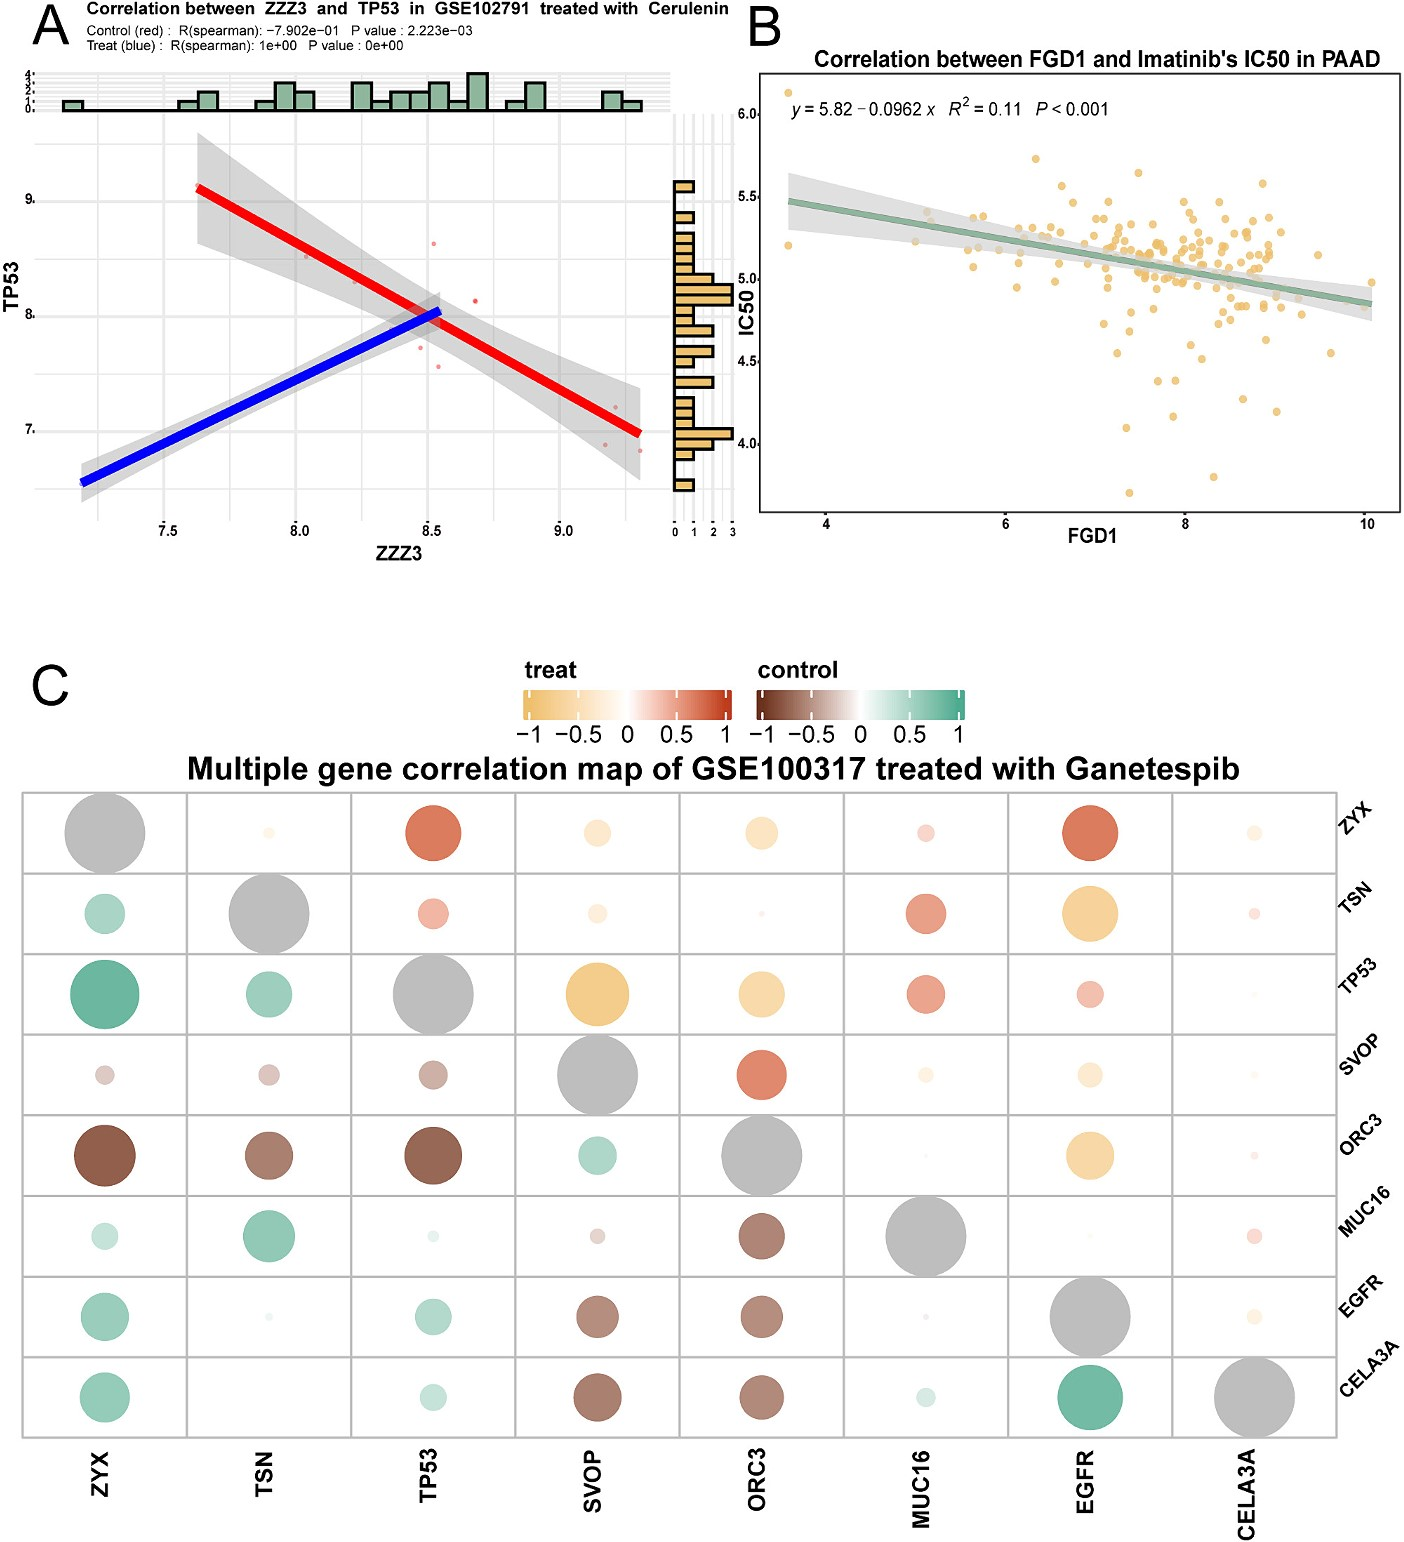 A
Correlation between ZZZ3 and TP53 in GSE102791 treated with Cerulenin
Control (red) : R(spearman): −7.902e−01 P value : 2.223e−03
Treat (blue) : R(spearman): 1e+00 P value : 0e+00
4
3
2
1
0
9
8
7
TP53
7.5 8.0 8.5 9.0
ZZZ3
0 1 2 3
B
Correlation between FGD1 and Imatinib's IC50 in PAAD
y = 5.82 − 0.0962 x R² = 0.11 P < 0.001
6.0
5.5
5.0
4.5
4.0
IC50
4 6 8 10
FGD1
C
treat control
−1 −0.5 0 0.5 1 −1 −0.5 0 0.5 1
Multiple gene correlation map of GSE100317 treated with Ganetespib
ZYX
TSN
TP53
SVOP
ORC3
MUC16
EGFR
CELA3A
ZYX TSN TP53 SVOP ORC3 MUC16 EGFR CELA3A